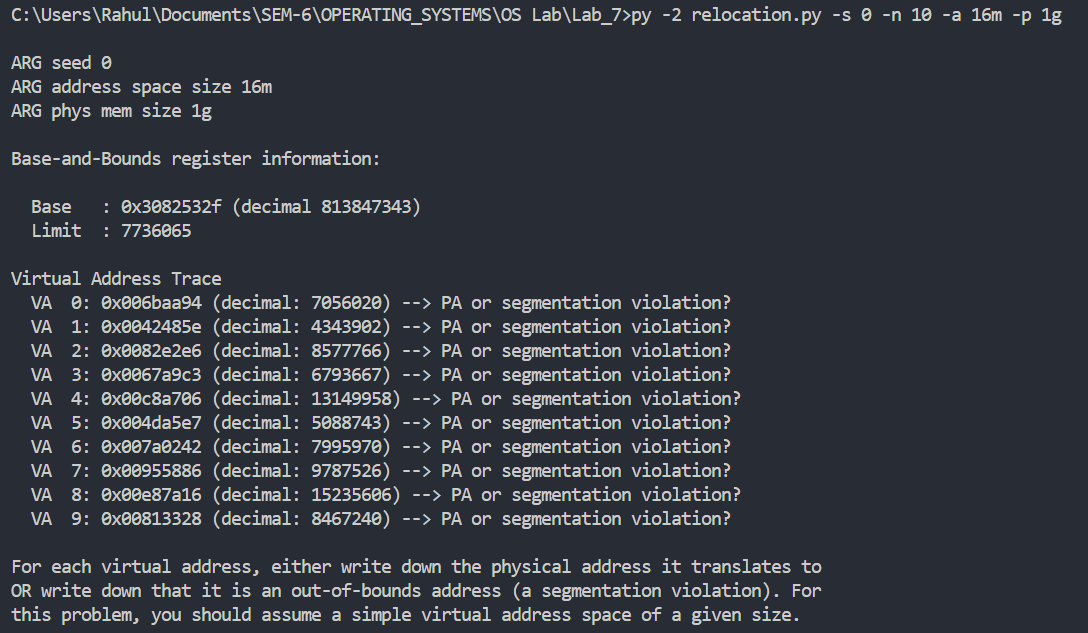 C:\Users\Rahul\Documents\SEM-6\OPERATING_SYSTEMS\OS Lab\Lab_7>py -2 relocation.py -s 0 -n 10 -a 16m -p 1g
ARG seed 0
ARG address space size 16m
ARG phys mem size 1g
Base-and-Bounds register information:
Base   : 0x3082532f (decimal 813847343)
Limit  : 7736065
Virtual Address Trace
VA  0: 0x006baa94 (decimal: 7056020) --> PA or segmentation violation?
VA  1: 0x0042485e (decimal: 4343902) --> PA or segmentation violation?
VA  2: 0x0082e2e6 (decimal: 8577766) --> PA or segmentation violation?
VA  3: 0x0067a9c3 (decimal: 6793667) --> PA or segmentation violation?
VA  4: 0x00c8a706 (decimal: 13149958) --> PA or segmentation violation?
VA  5: 0x004da5e7 (decimal: 5088743) --> PA or segmentation violation?
VA  6: 0x007a0242 (decimal: 7995970) --> PA or segmentation violation?
VA  7: 0x00955886 (decimal: 9787526) --> PA or segmentation violation?
VA  8: 0x00e87a16 (decimal: 15235606) --> PA or segmentation violation?
VA  9: 0x00813328 (decimal: 8467240) --> PA or segmentation violation?
For each virtual address, either write down the physical address it translates to
OR write down that it is an out-of-bounds address (a segmentation violation). For
this problem, you should assume a simple virtual address space of a given size.